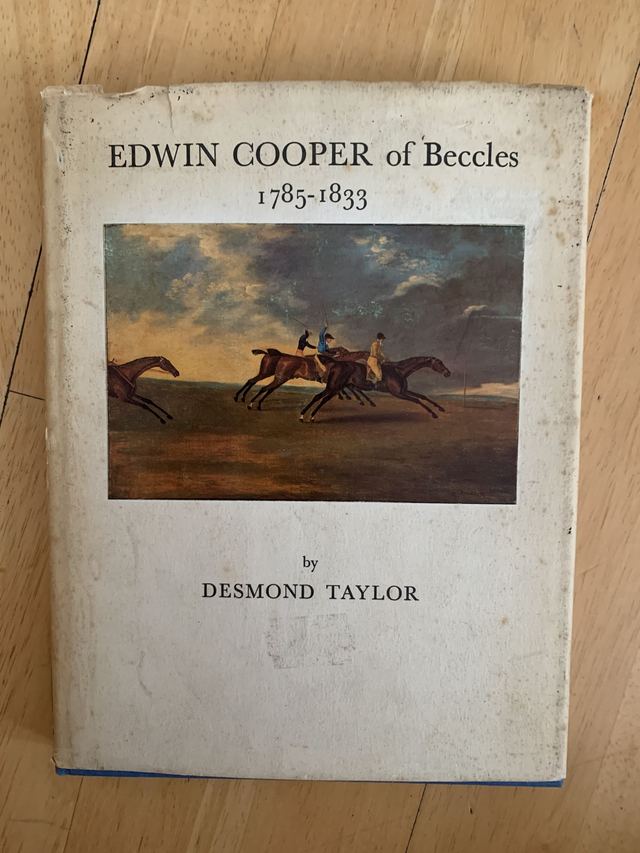 EDWIN COOPER of Beccles
1785-1833
by
DESMOND TAYLOR